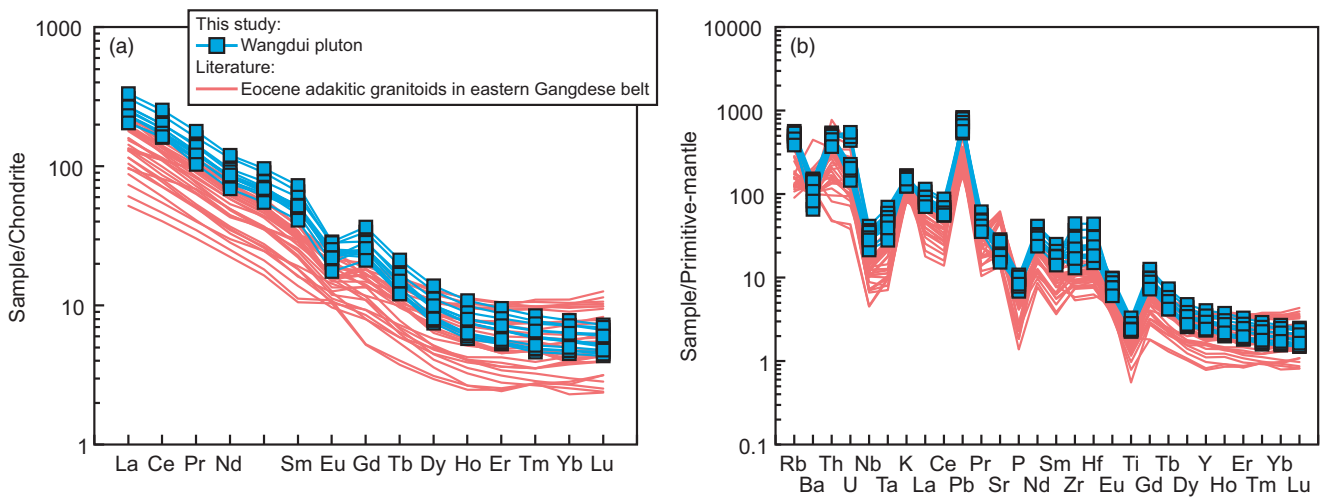 (a)
This study:
Wangdui pluton
Literature:
Eocene adakitic granitoids in eastern Gangdese belt
Sample/Chondrite
1000
100
10
1
La Ce Pr Nd Sm Eu Gd Tb Dy Ho Er Tm Yb Lu
(b)
Sample/Primitive-mantle
10000
1000
100
10
1
0.1
Rb Th Nb K Ce Pr P Sm Hf Ti Tb Y Er Yb
Ba U Ta La Pb Sr Nd Zr Eu Gd Dy Ho Tm Lu